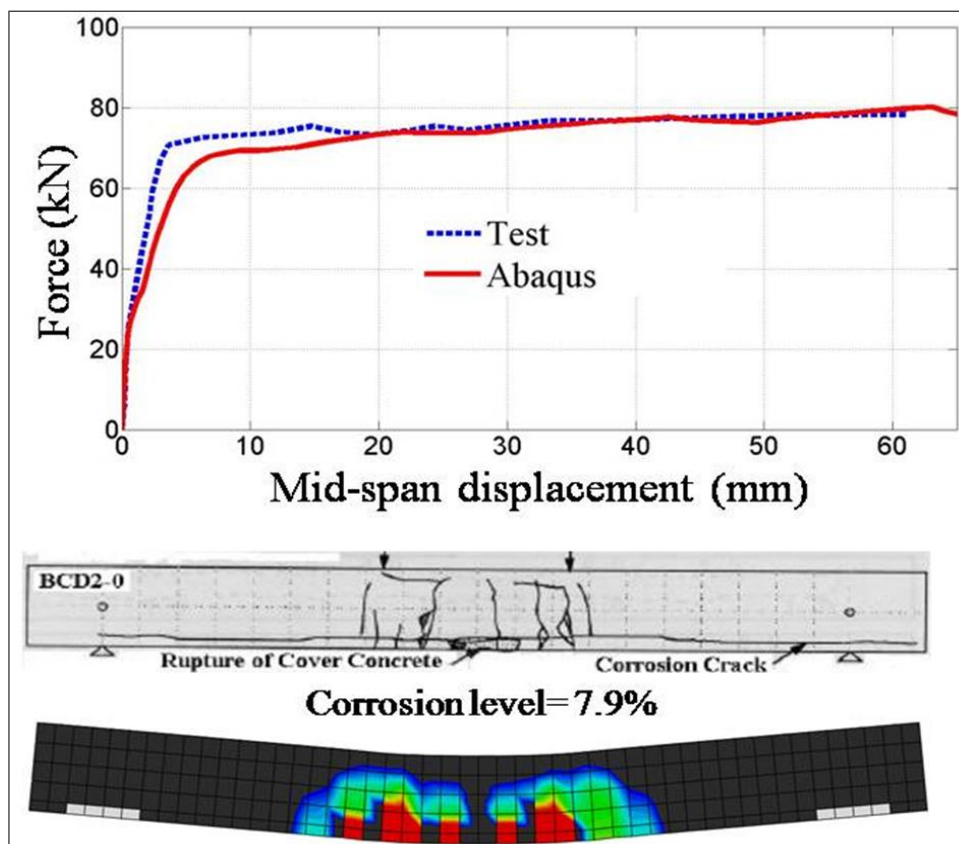 100
80
60
40
20
0
Force (kN)
Test
Abaqus
0 10 20 30 40 50 60
Mid-span displacement (mm)
BCD2-0
Rupture of Cover Concrete
Corrosion Crack
Corrosion level= 7.9%